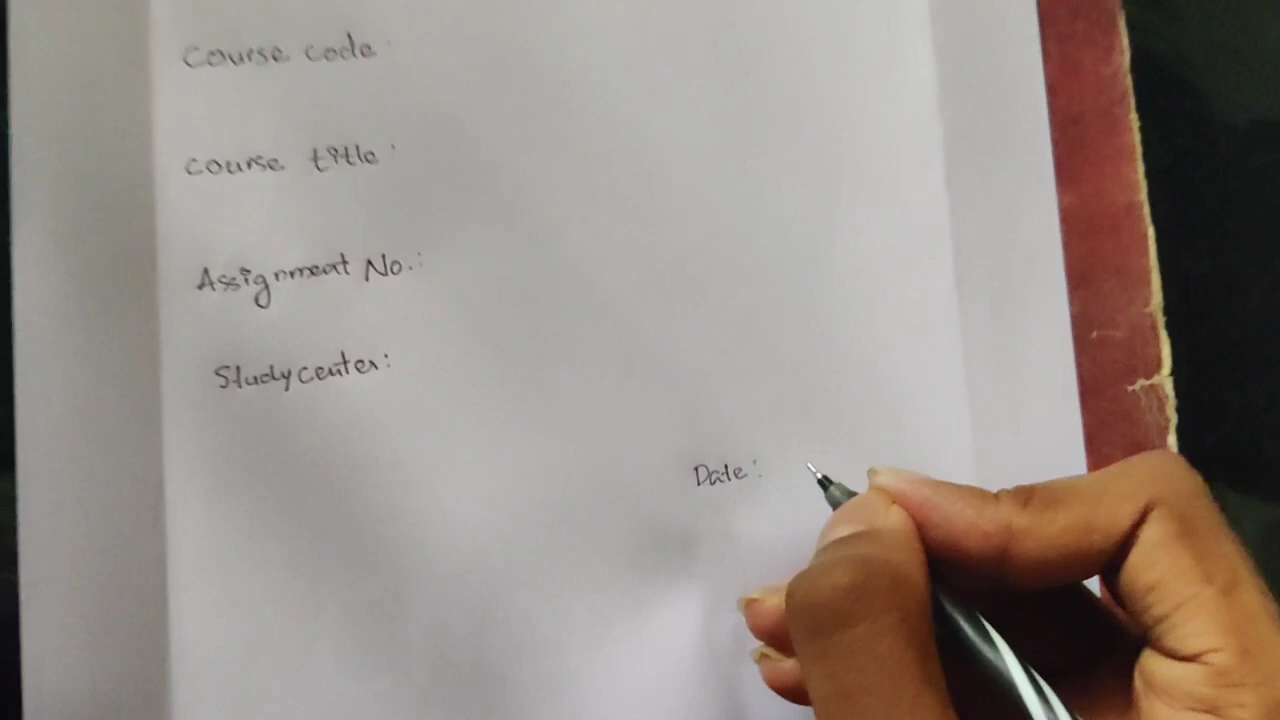 Course code
course title:
Assignment No.:
Studycenter:
Date: